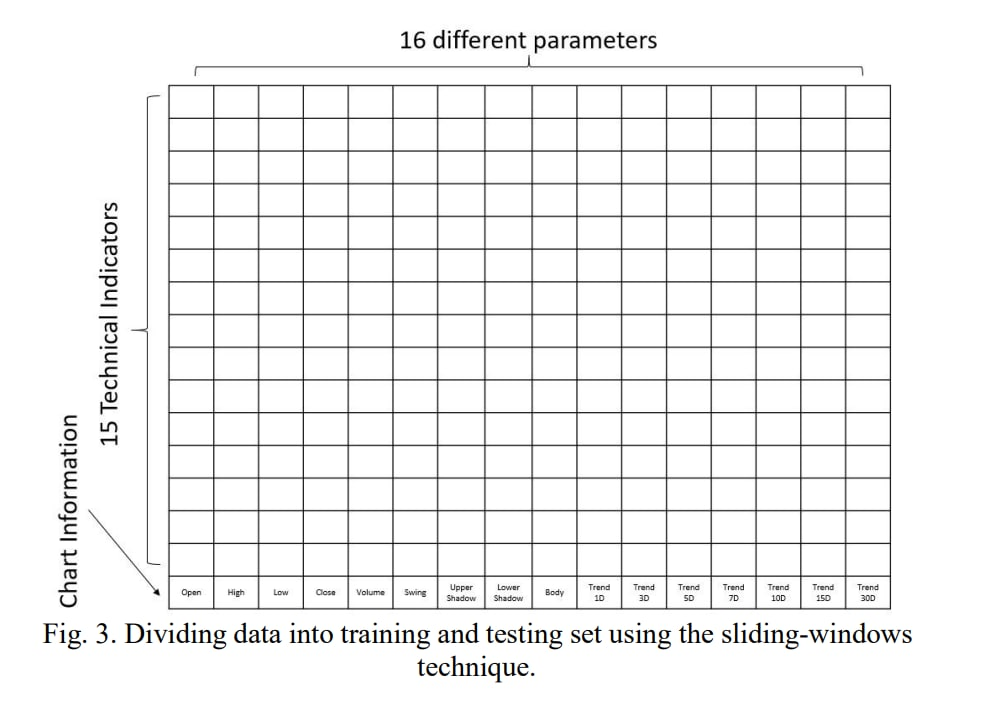 16 different parameters
15 Technical Indicators
Chart Information
Open High Low Close Volume Swing Upper Shadow Lower Shadow Body Trend 1D Trend 3D Trend 5D Trend 7D Trend 10D Trend 15D Trend 30D
Fig. 3. Dividing data into training and testing set using the sliding-windows
technique.